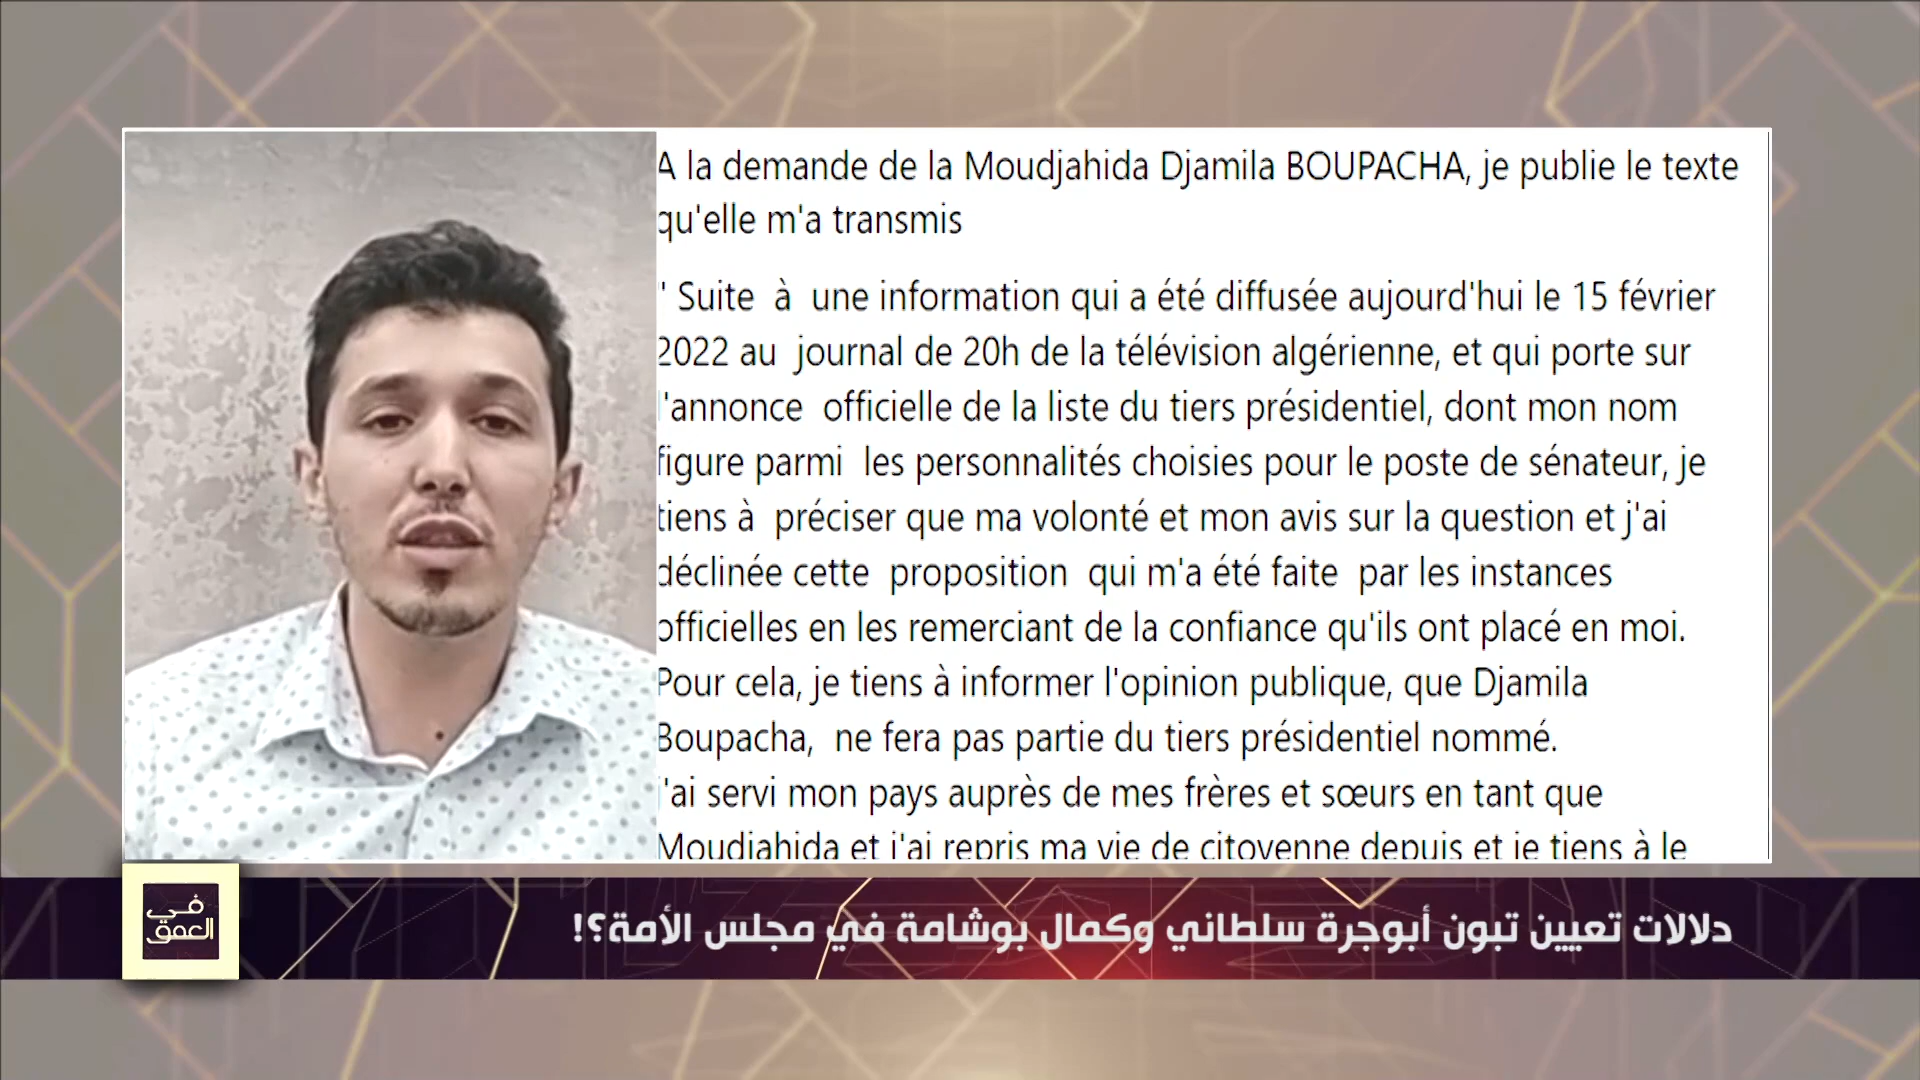 A la demande de la Moudjahida Djamila BOUPACHA, je publie le texte
qu'elle m'a transmis
" Suite à une information qui a été diffusée aujourd'hui le 15 février
2022 au journal de 20h de la télévision algérienne, et qui porte sur
l'annonce officielle de la liste du tiers présidentiel, dont mon nom
figure parmi les personnalités choisies pour le poste de sénateur, je
tiens à préciser que ma volonté et mon avis sur la question et j'ai
déclinée cette proposition qui m'a été faite par les instances
officielles en les remerciant de la confiance qu'ils ont placé en moi.
Pour cela, je tiens à informer l'opinion publique, que Djamila
Boupacha, ne fera pas partie du tiers présidentiel nommé.
j'ai servi mon pays auprès de mes frères et sœurs en tant que
Moudjahida et j'ai repris ma vie de citoyenne depuis et je tiens à le
دلالات تعيين تبون أبوجرة سلطاني وكمال بوشامة في مجلس الأمة؟!
في
العمق